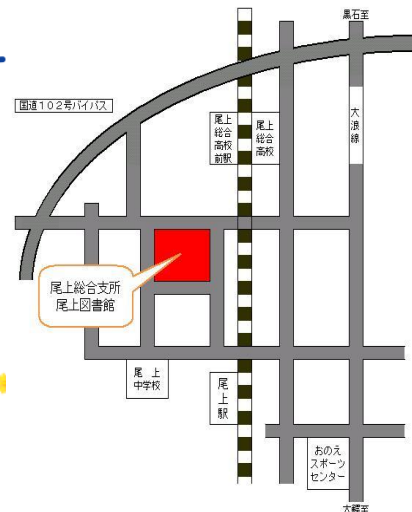 黒石至
国道102号バイパス
尾上
総合
高校
前駅
尾上
総合
高校
大浪線
尾上総合支所
尾上図書館
尾 上
中学校
尾上駅
おのえ
スポーツ
センター
大鰐至